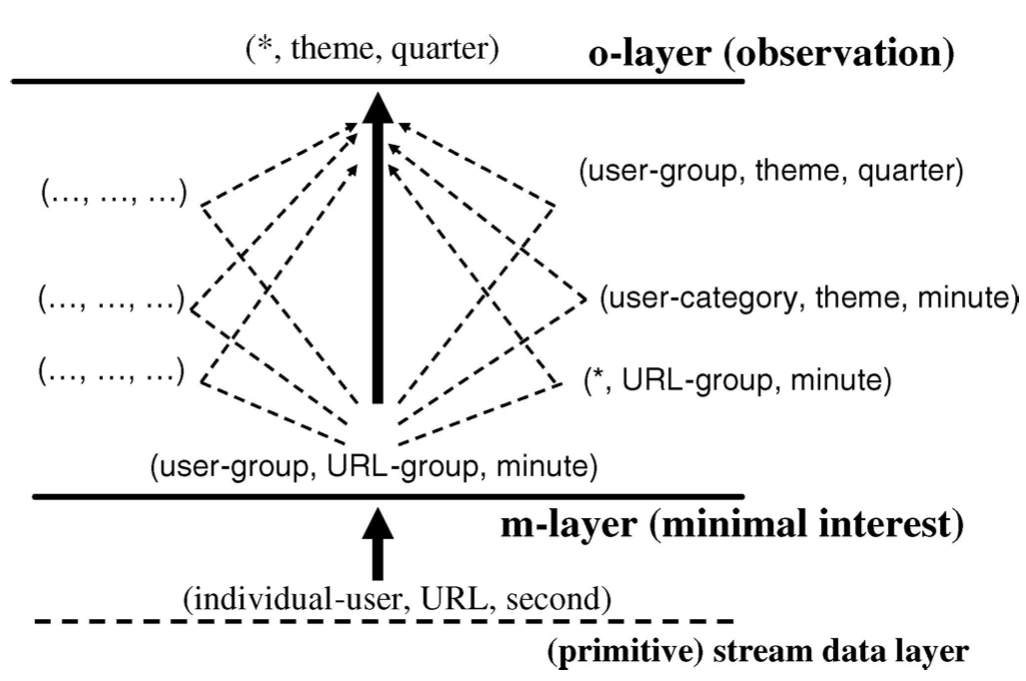 (*, theme, quarter)
o-layer (observation)
(user-group, theme, quarter)
(…, …, …)
(…, …, …)
(user-category, theme, minute)
(…, …, …)
(*, URL-group, minute)
(user-group, URL-group, minute)
m-layer (minimal interest)
(individual-user, URL, second)
(primitive) stream data layer